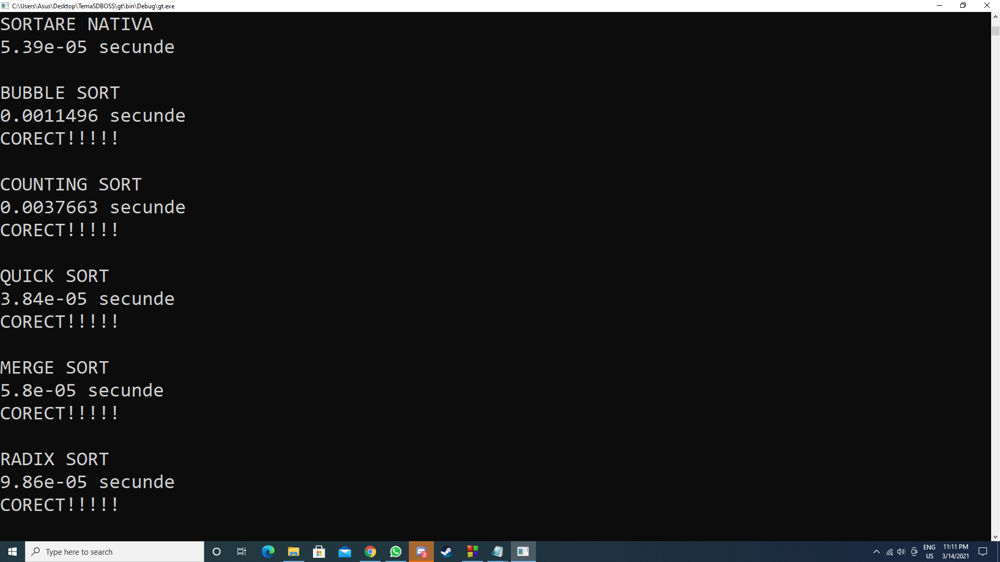 C:\Users\Asus\Desktop\TemaSDBOSS\gt\bin\Debug\gt.exe
SORTARE NATIVA
5.39e-05 secunde
BUBBLE SORT
0.0011496 secunde
CORECT!!!!!
COUNTING SORT
0.0037663 secunde
CORECT!!!!!
QUICK SORT
3.84e-05 secunde
CORECT!!!!!
MERGE SORT
5.8e-05 secunde
CORECT!!!!!
RADIX SORT
9.86e-05 secunde
CORECT!!!!!
Type here to search
2
ENG
US
11:11 PM
3/14/2021